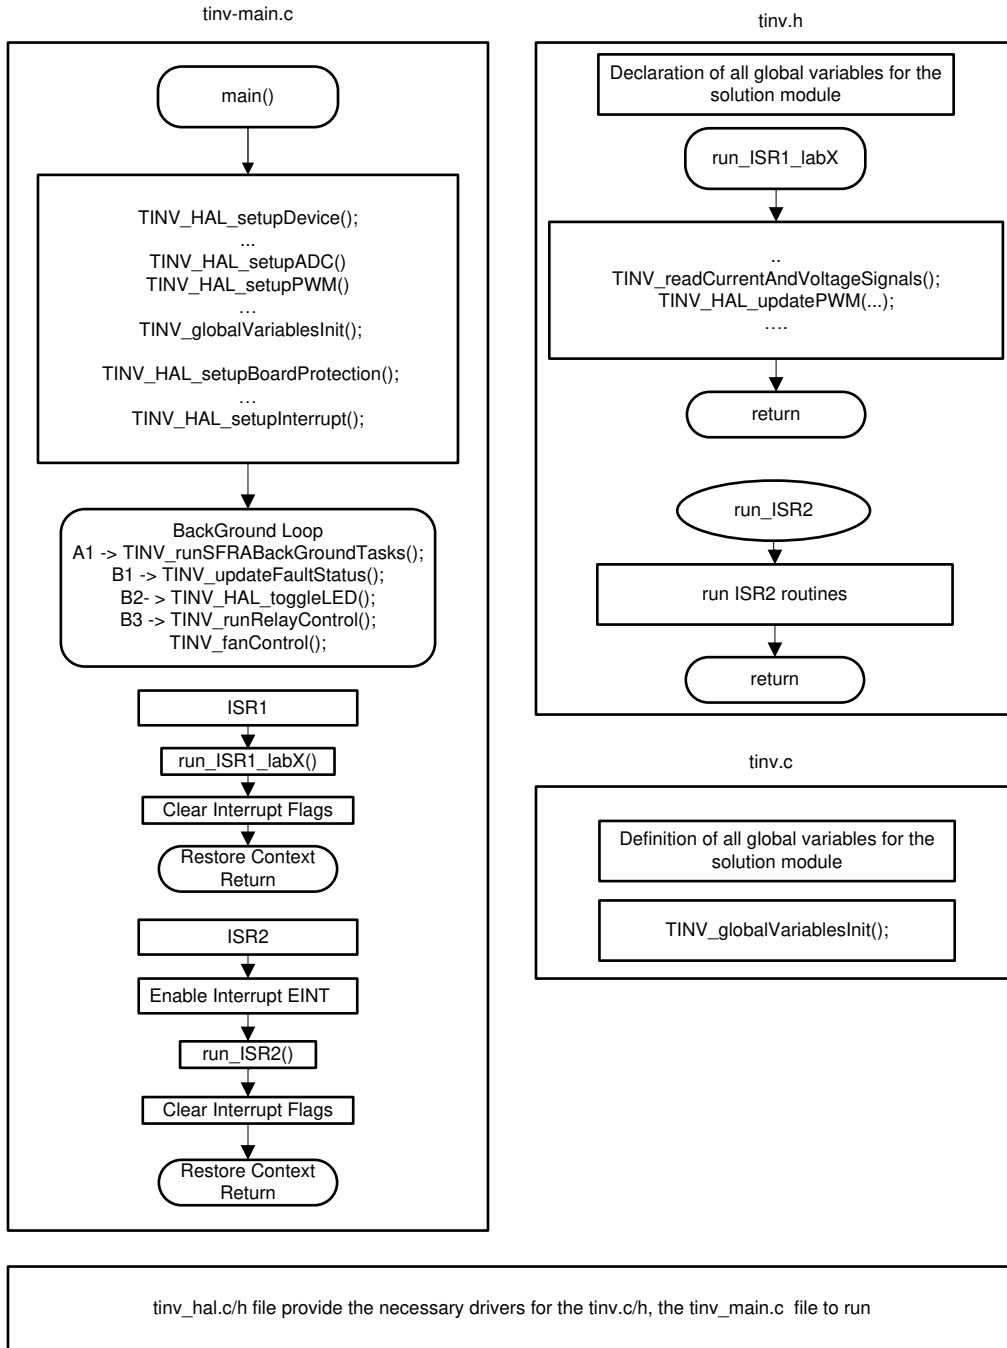 tinv-main.c
main()
TINV_HAL_setupDevice();
...
TINV_HAL_setupADC()
TINV_HAL_setupPWM()
…
TINV_globalVariablesInit();
TINV_HAL_setupBoardProtection();
…
TINV_HAL_setupInterrupt();
BackGround Loop
A1 -> TINV_runSFRABackGroundTasks();
B1 -> TINV_updateFaultStatus();
B2- > TINV_HAL_toggleLED();
B3 -> TINV_runRelayControl();
TINV_fanControl();
ISR1
run_ISR1_labX()
Clear Interrupt Flags
Restore Context
Return
ISR2
Enable Interrupt EINT
run_ISR2()
Clear Interrupt Flags
Restore Context
Return
tinv.h
Declaration of all global variables for the
solution module
run_ISR1_labX
..
TINV_readCurrentAndVoltageSignals();
TINV_HAL_updatePWM(...);
….
return
run_ISR2
run ISR2 routines
return
tinv.c
Definition of all global variables for the
solution module
TINV_globalVariablesInit();
tinv_hal.c/h file provide the necessary drivers for the tinv.c/h, the tinv_main.c file to run